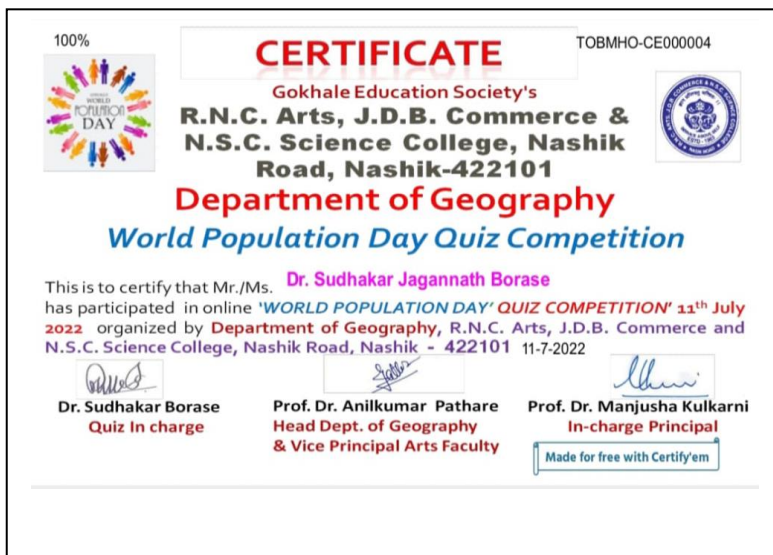 100%
CERTIFICATE
TOBMHO-CE000004
WORLD
POPULATION
DAY
Gokhale Education Society's
R.N.C. Arts, J.D.B. Commerce &
N.S.C. Science College, Nashik
Road, Nashik-422101
Department of Geography
World Population Day Quiz Competition
This is to certify that Mr./Ms. Dr. Sudhakar Jagannath Borase
has participated in online ‘WORLD POPULATION DAY’ QUIZ COMPETITION’ 11th July
2022 organized by Department of Geography, R.N.C. Arts, J.D.B. Commerce and
N.S.C. Science College, Nashik Road, Nashik - 422101 11-7-2022
Dr. Sudhakar Borase
Quiz In charge
Prof. Dr. Anilkumar Pathare
Head Dept. of Geography
& Vice Principal Arts Faculty
Prof. Dr. Manjusha Kulkarni
In-charge Principal
Made for free with Certify'em